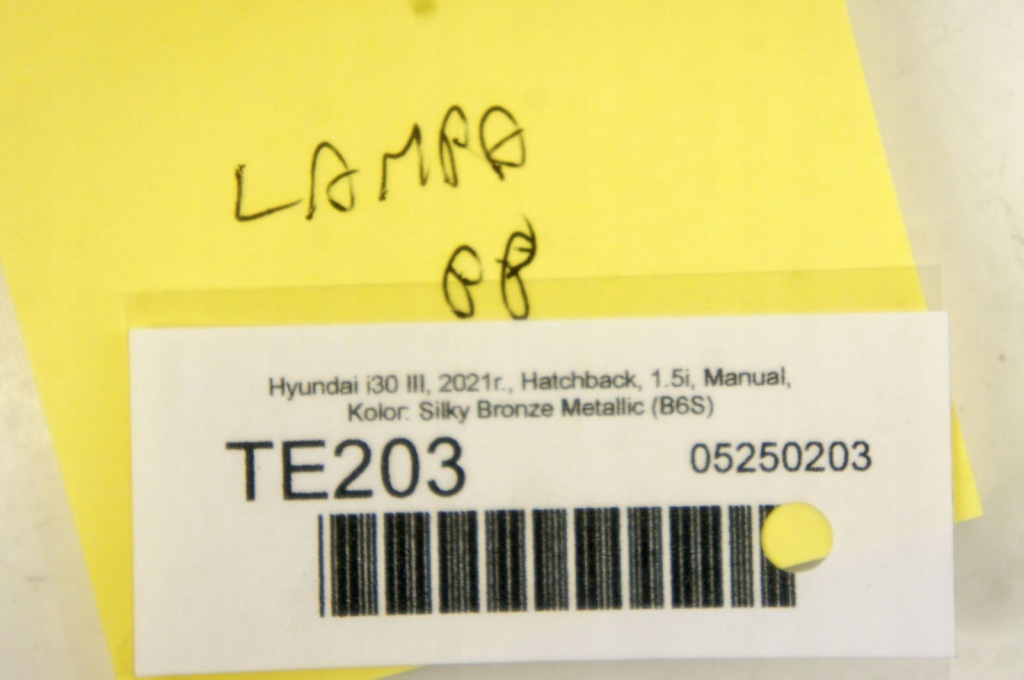 LAMPA
PP
Hyundai i30 III, 2021r., Hatchback, 1.5i, Manual,
Kolor: Silky Bronze Metallic (B6S)
TE203
05250203